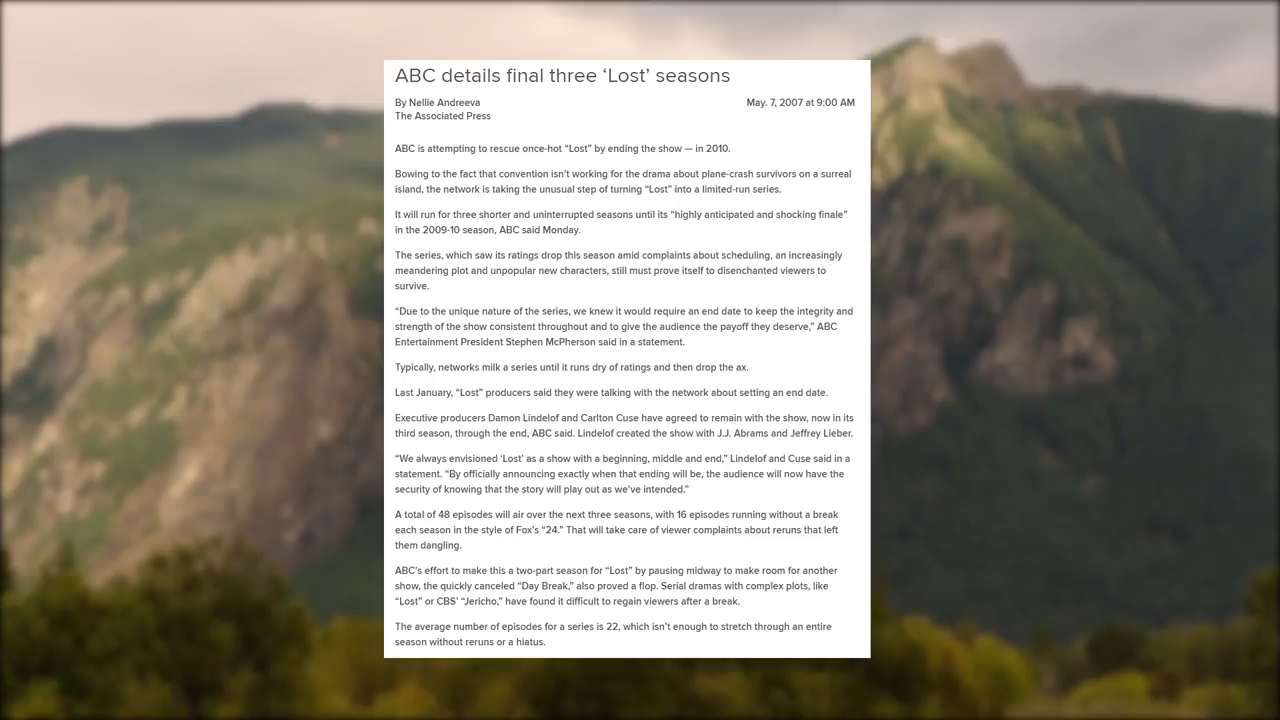 ABC details final three ‘Lost’ seasons
By Nellie Andreeva
May. 7, 2007 at 9:00 AM
The Associated Press
ABC is attempting to rescue once-hot “Lost” by ending the show — in 2010.
Bowing to the fact that convention isn’t working for the drama about plane-crash survivors on a surreal
island, the network is taking the unusual step of turning “Lost” into a limited-run series.
It will run for three shorter and uninterrupted seasons until its “highly anticipated and shocking finale”
in the 2009-10 season, ABC said Monday.
The series, which saw its ratings drop this season amid complaints about scheduling, an increasingly
meandering plot and unpopular new characters, still must prove itself to disenchanted viewers to
survive.
“Due to the unique nature of the series, we knew it would require an end date to keep the integrity and
strength of the show consistent throughout and to give the audience the payoff they deserve,” ABC
Entertainment President Stephen McPherson said in a statement.
Typically, networks milk a series until it runs dry of ratings and then drop the ax.
Last January, “Lost” producers said they were talking with the network about setting an end date.
Executive producers Damon Lindelof and Carlton Cuse have agreed to remain with the show, now in its
third season, through the end, ABC said. Lindelof created the show with J.J. Abrams and Jeffrey Lieber.
“We always envisioned ‘Lost’ as a show with a beginning, middle and end,” Lindelof and Cuse said in a
statement. “By officially announcing exactly when that ending will be, the audience will now have the
security of knowing that the story will play out as we’ve intended.”
A total of 48 episodes will air over the next three seasons, with 16 episodes running without a break
each season in the style of Fox’s “24.” That will take care of viewer complaints about reruns that left
them dangling.
ABC’s effort to make this a two-part season for “Lost” by pausing midway to make room for another
show, the quickly canceled “Day Break,” also proved a flop. Serial dramas with complex plots, like
“Lost” or CBS’ “Jericho,” have found it difficult to regain viewers after a break.
The average number of episodes for a series is 22, which isn’t enough to stretch through an entire
season without reruns or a hiatus.